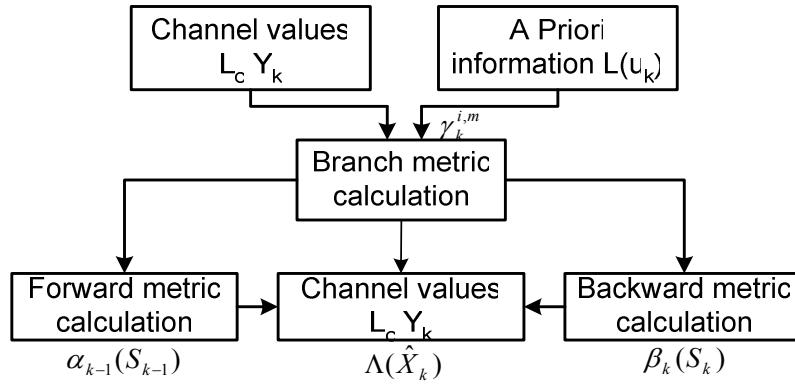 Channel values
L_c Y_k
A Priori
information L(u_k)
γ_k^{i,m}
Branch metric
calculation
Forward metric
calculation
Channel values
L_c Y_k
Backward metric
calculation
α_{k-1}(S_{k-1})
Λ(X̂_k)
β_k(S_k)